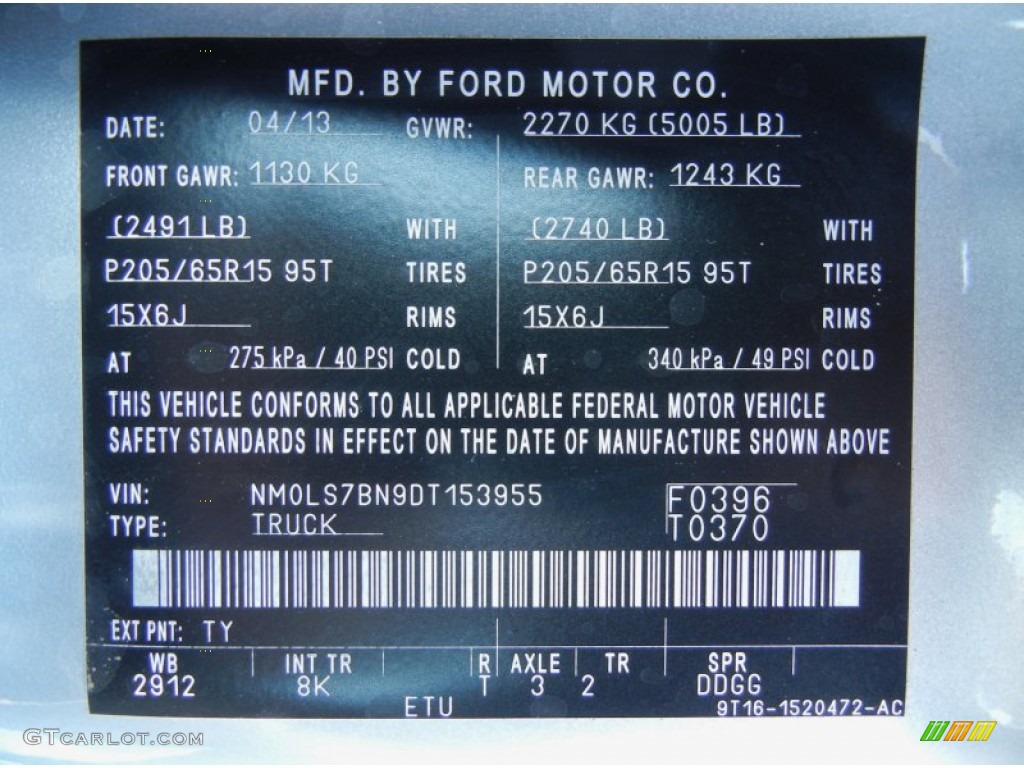 MFD. BY FORD MOTOR CO.
DATE: 04/13 GVWR: 2270 KG (5005 LB)
FRONT GAWR: 1130 KG REAR GAWR: 1243 KG
(2491 LB) WITH (2740 LB) WITH
P205/65R15 95T TIRES P205/65R15 95T TIRES
15X6J RIMS 15X6J RIMS
AT 275 kPa / 40 PSI COLD AT 340 kPa / 49 PSI COLD
THIS VEHICLE CONFORMS TO ALL APPLICABLE FEDERAL MOTOR VEHICLE
SAFETY STANDARDS IN EFFECT ON THE DATE OF MANUFACTURE SHOWN ABOVE
VIN: NM0LS7BN9DT153955 F0396
TYPE: TRUCK T0370
EXT PNT: TY
WB INT TR R AXLE TR SPR
2912 8K T 3 2 DDGG
ETU 9T16-1520472-AC
GTCARLOT.COM